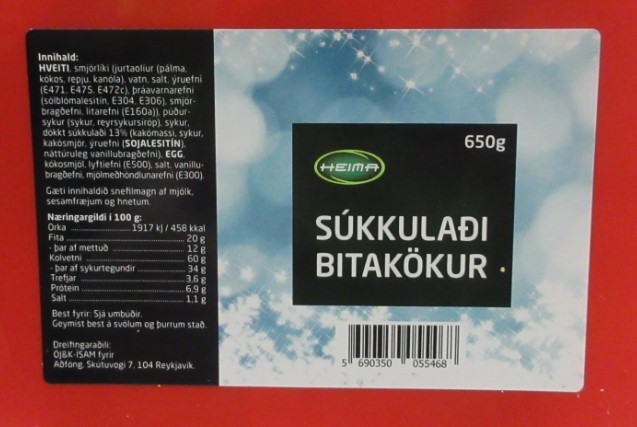 Innihald:
HVEITI, smjörlíki (jurtaolíur (pálma,
kókos, repju, kanóla), vatn, salt, ýruefni
(E471, E475, E472c), þráavarnarefni
(sólblómalesitín, E304, E306), smjör-
bragðefni, litarefni (E160a)), púður-
sykur (sykur, reyrsykursíróp), sykur,
dökkt súkkulaði 13% (kakómassi, sykur,
kakósmjör, ýruefni (SOJALESITÍN),
náttúruleg vanillubragðefni), EGG,
kókosmjöl, lyftiefni (E500), salt, vanillu-
bragðefni, mjölmeðhöndlunarefni (E300).
Gæti innihaldið snefilmagn af mjólk,
sesamfræjum og hnetum.
Næringargildi í 100 g:
Orka 1917 kJ / 458 kkal
Fita 20 g
- þar af mettuð 12 g
Kolvetni 60 g
- þar af sykurtegundir 34 g
Trefjar 3,6 g
Prótein 6,9 g
Salt 1,1 g
Best fyrir: Sjá umbúðir.
Geymist best á svölum og þurrum stað.
Dreifingaraðili:
ÓJ&K-ÍSAM fyrir
Aðföng, Skútuvogi 7, 104 Reykjavík.
650g
HEIMA
SÚKKULAÐI
BITAKÖKUR
5 690350 055468